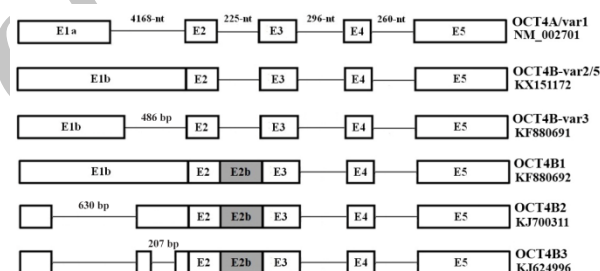 4168-nt 225-nt 296-nt 260-nt
E1a E2 E3 E4 E5 OCT4A/var1
NM_002701
E1b E2 E3 E4 E5 OCT4B-var2/5
KX151172
486 bp
E1b E2 E3 E4 E5 OCT4B-var3
KF880691
E1b E2 E2b E3 E4 E5 OCT4B1
KF880692
630 bp
E2 E2b E3 E4 E5 OCT4B2
KJ700311
207 bp
E2 E2b E3 E4 E5 OCT4B3
KJ624996